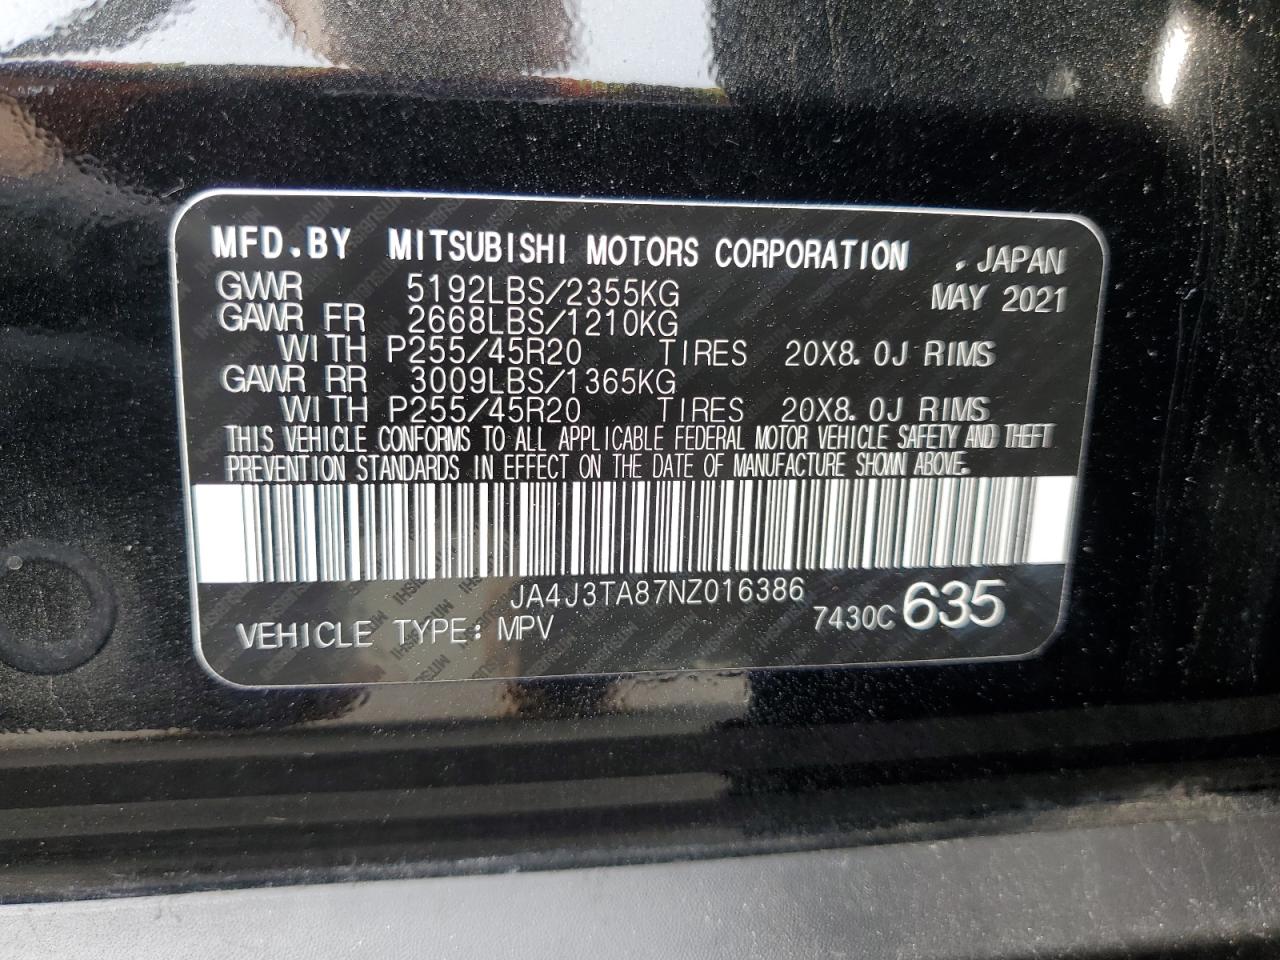 MFD.BY MITSUBISHI MOTORS CORPORATION . JAPAN
GVWR 5192LBS/2355KG MAY 2021
GAWR FR 2668LBS/1210KG
WITH P255/45R20 TIRES 20X8.0J RIMS
GAWR RR 3009LBS/1365KG
WITH P255/45R20 TIRES 20X8.0J RIMS
THIS VEHICLE CONFORMS TO ALL APPLICABLE FEDERAL MOTOR VEHICLE SAFETY AND THEFT
PREVENTION STANDARDS IN EFFECT ON THE DATE OF MANUFACTURE SHOWN ABOVE.
JA4J3TA87NZ016386
VEHICLE TYPE: MPV 7430C 635